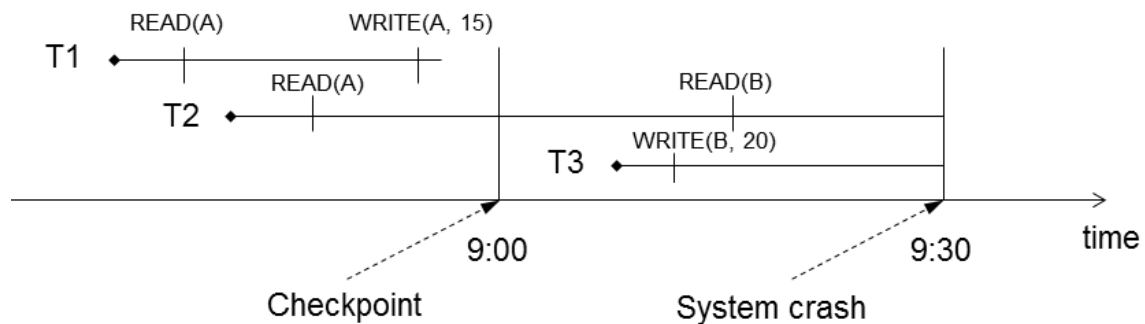 READ(A) WRITE(A, 15)
T1
READ(A) READ(B)
T2
WRITE(B, 20)
T3
9:00 9:30 time
Checkpoint System crash